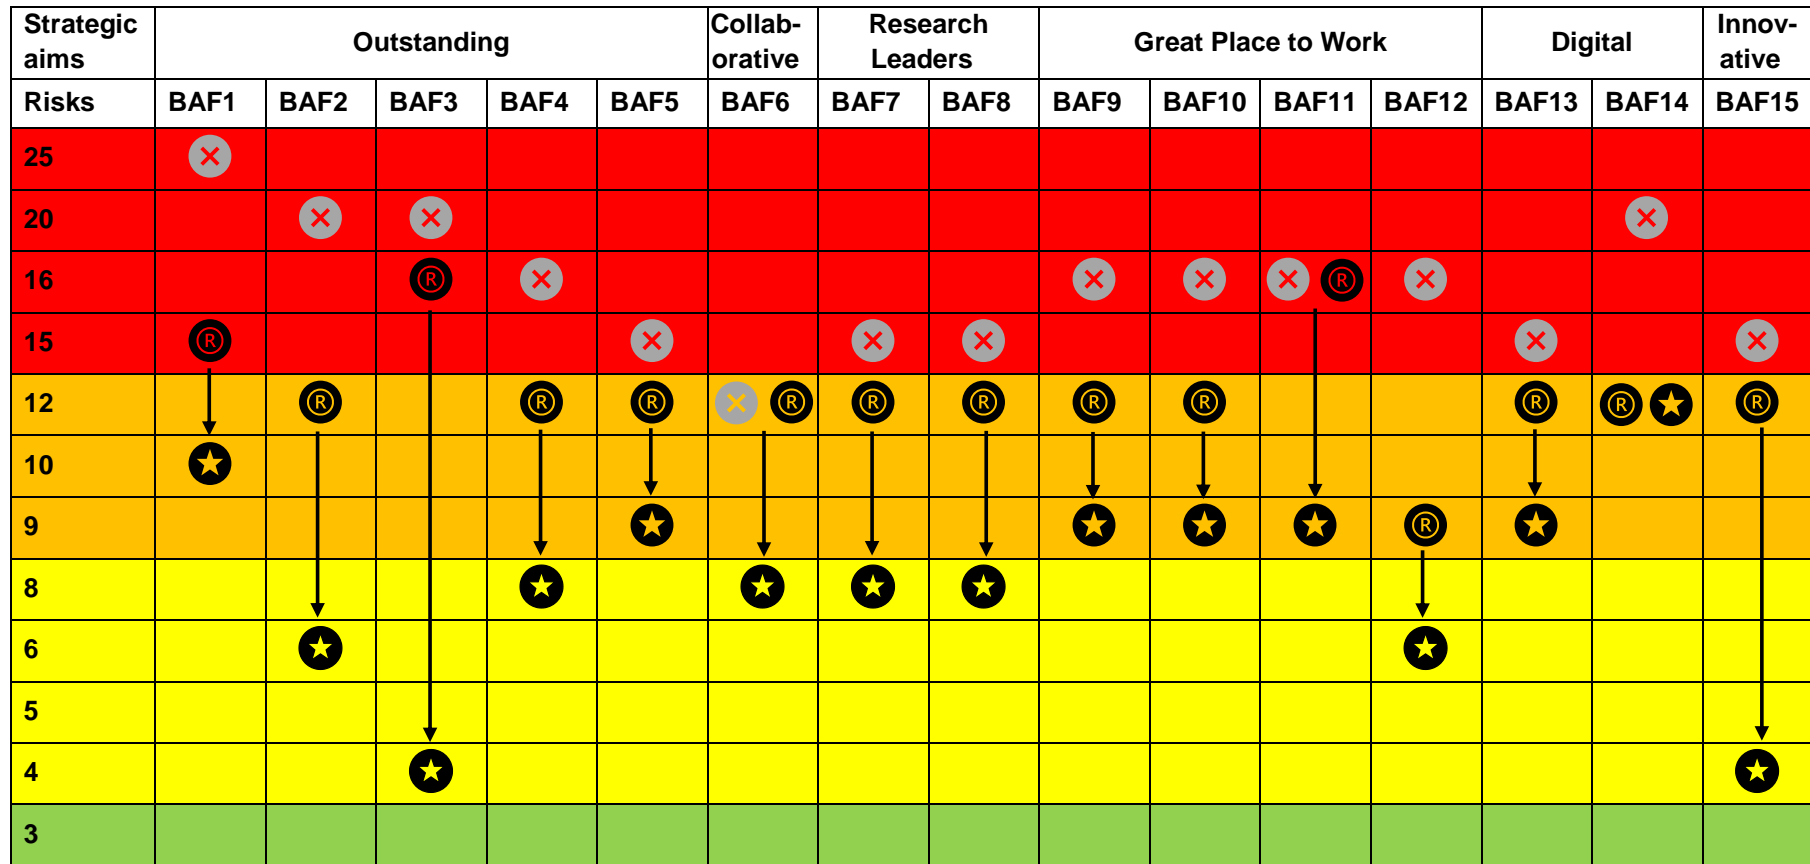 Strategic aims Outstanding Collab-orative Research Leaders Great Place to Work Digital Innov-ative
Risks BAF1 BAF2 BAF3 BAF4 BAF5 BAF6 BAF7 BAF8 BAF9 BAF10 BAF11 BAF12 BAF13 BAF14 BAF15
25
20
16 ® ®
15 ®
12 ® ® ® ® ® ® ® ® ® ® ®
10
9 ®
8
6
5
4
3